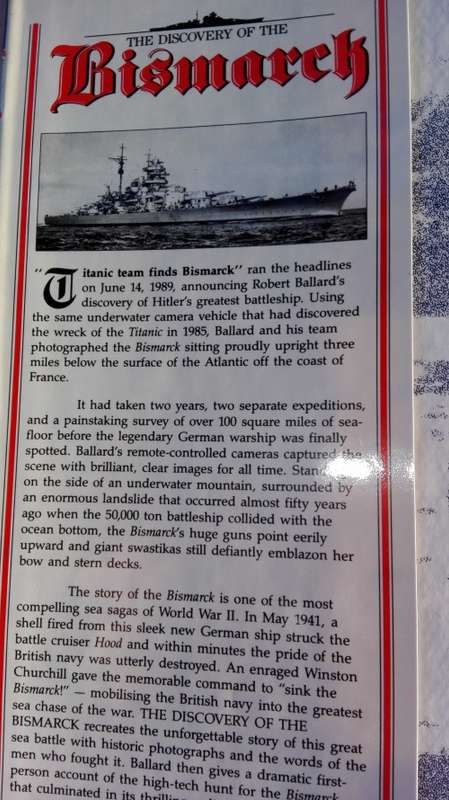 THE DISCOVERY OF THE
Bismarck
"Titanic team finds Bismarck" ran the headlines
on June 14, 1989, announcing Robert Ballard's
discovery of Hitler's greatest battleship. Using
the same underwater camera vehicle that had discovered
the wreck of the Titanic in 1985, Ballard and his team
photographed the Bismarck sitting proudly upright three
miles below the surface of the Atlantic off the coast of
France.
It had taken two years, two separate expeditions,
and a painstaking survey of over 100 square miles of sea-
floor before the legendary German warship was finally
spotted. Ballard's remote-controlled cameras captured the
scene with brilliant, clear images for all time.
on the side of an underwater mountain, surrounded by
an enormous landslide that occurred almost fifty years
ago when the 50,000 ton battleship collided with the
ocean bottom, the Bismarck's huge guns point eerily
upward and giant swastikas still defiantly emblazon her
bow and stern decks.
The story of the Bismarck is one of the most
compelling sea sagas of World War II. In May 1941, a
shell fired from this sleek new German ship struck the
battle cruiser Hood and within minutes the pride of the
British navy was utterly destroyed. An enraged Winston
Churchill gave the memorable command to "sink the
Bismarck!" — mobilising the British navy into the greatest
sea chase of the war. THE DISCOVERY OF THE
BISMARCK recreates the unforgettable story of this great
sea battle with historic photographs and the words of the
men who fought it. Ballard then gives a dramatic first-
person account of the high-tech hunt for the Bismarck
that culminated in its